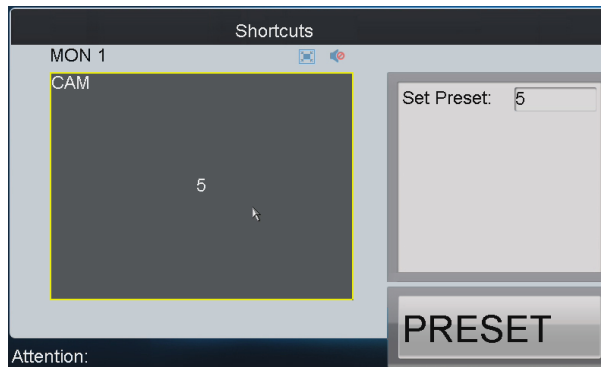 Shortcuts
MON 1
CAM
Set Preset: 5
5
PRESET
Attention: